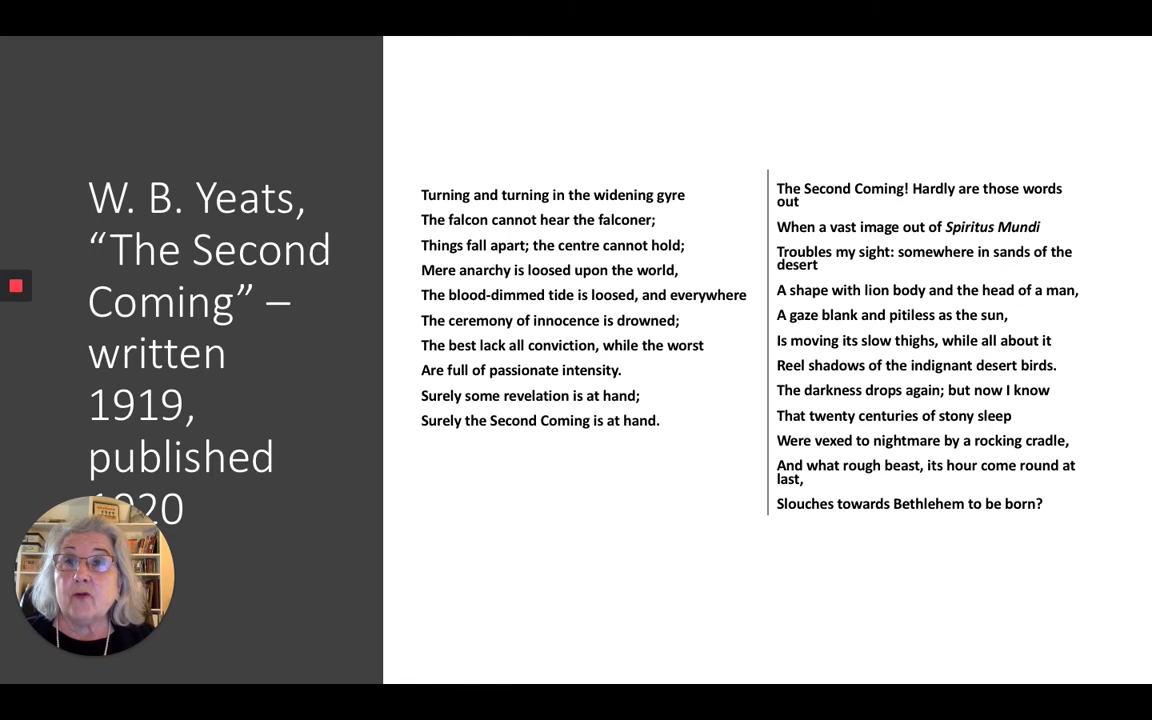 W. B. Yeats,
“The Second
Coming” –
written
1919,
published
1920
Turning and turning in the widening gyre
The falcon cannot hear the falconer;
Things fall apart; the centre cannot hold;
Mere anarchy is loosed upon the world,
The blood-dimmed tide is loosed, and everywhere
The ceremony of innocence is drowned;
The best lack all conviction, while the worst
Are full of passionate intensity.
Surely some revelation is at hand;
Surely the Second Coming is at hand.
The Second Coming! Hardly are those words
out
When a vast image out of Spiritus Mundi
Troubles my sight: somewhere in sands of the
desert
A shape with lion body and the head of a man,
A gaze blank and pitiless as the sun,
Is moving its slow thighs, while all about it
Reel shadows of the indignant desert birds.
The darkness drops again; but now I know
That twenty centuries of stony sleep
Were vexed to nightmare by a rocking cradle,
And what rough beast, its hour come round at
last,
Slouches towards Bethlehem to be born?